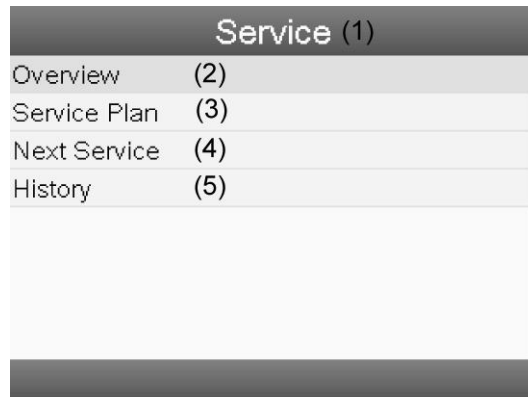 Service (1)
Overview (2)
Service Plan (3)
Next Service (4)
History (5)